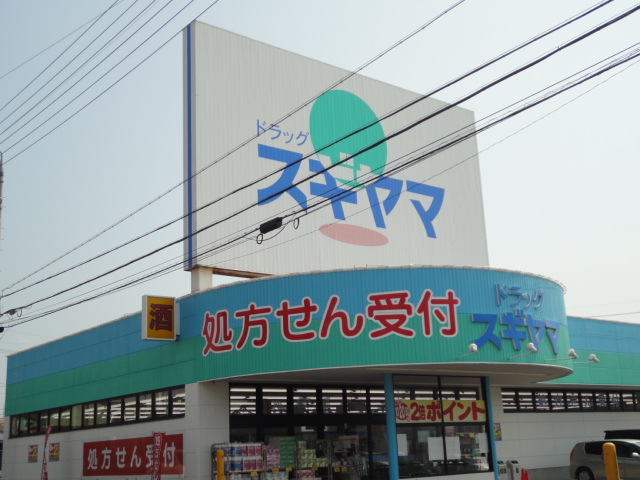 ドラッグ
スギヤマ
酒
処方せん受付
ドラッグ
スギヤマ
2倍ポイント
処方せん受付